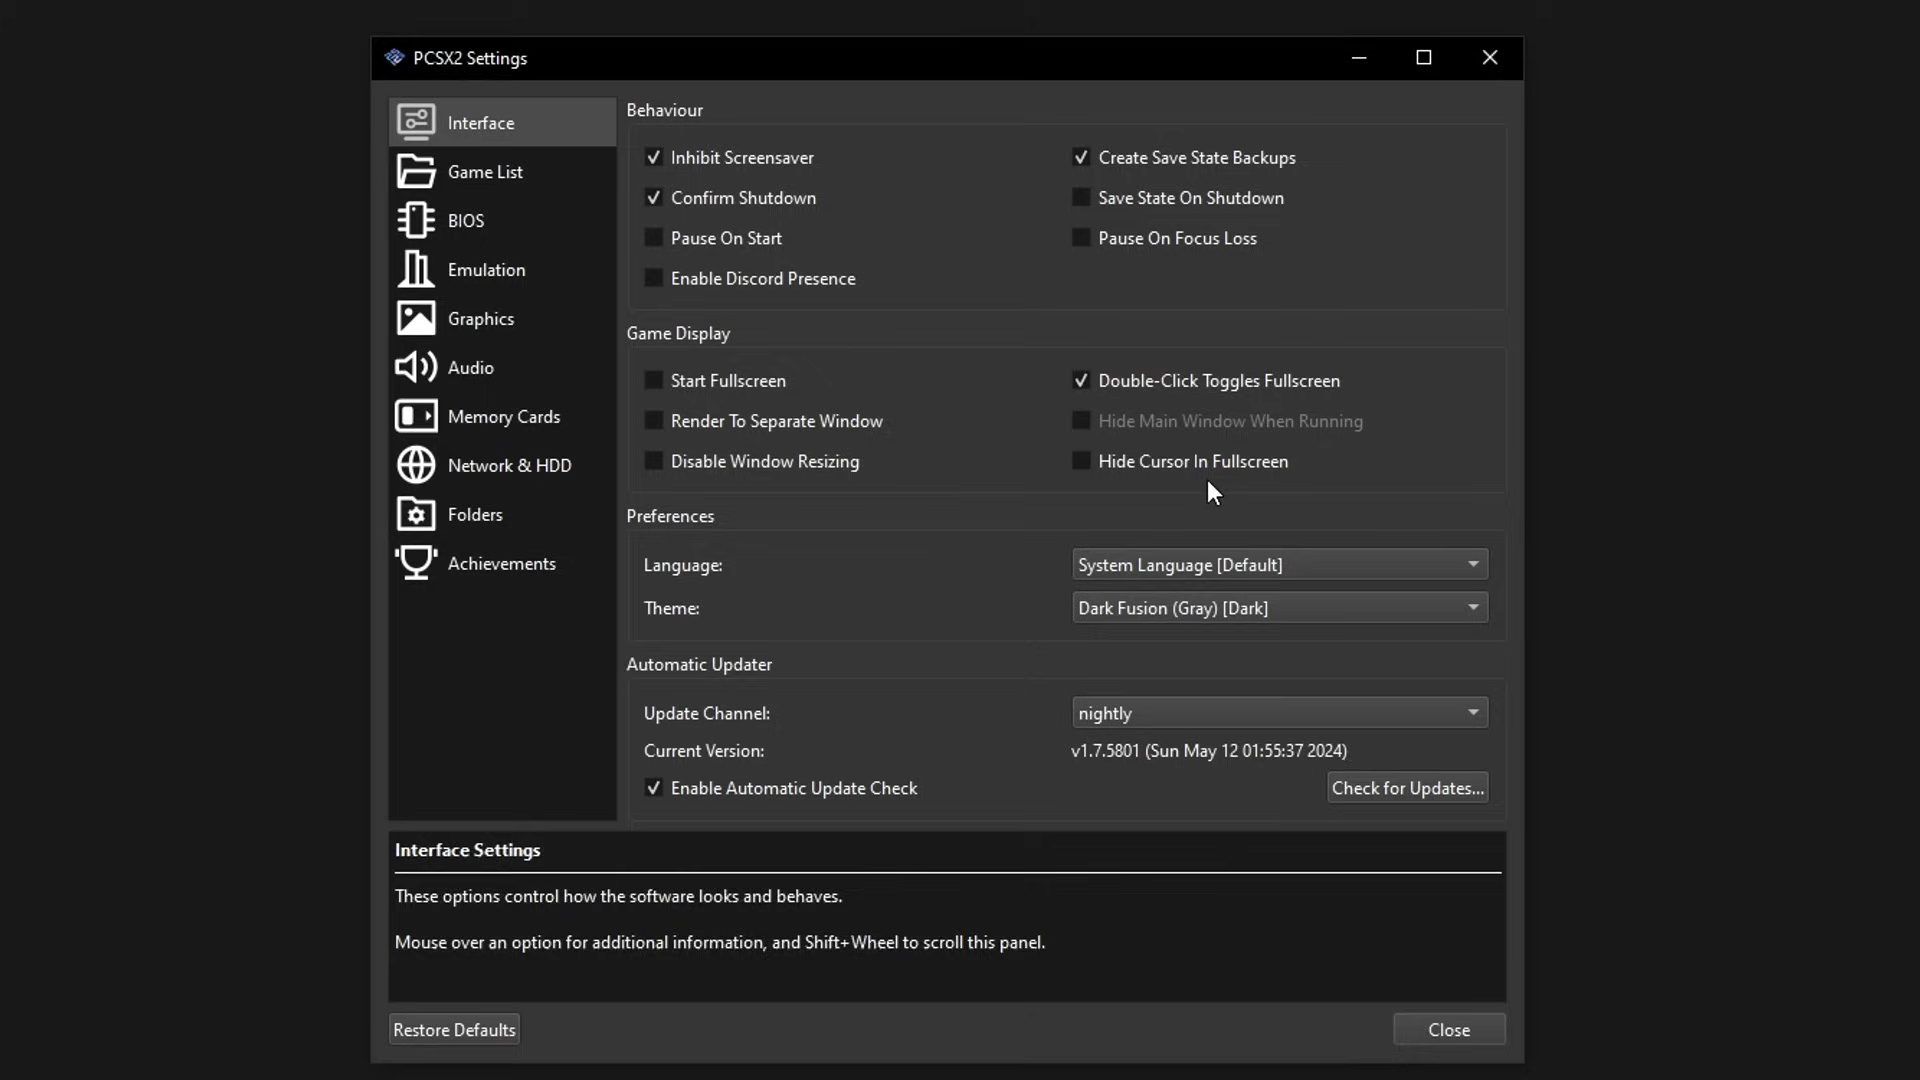 PCSX2 Settings
Interface
Game List
BIOS
Emulation
Graphics
Audio
Memory Cards
Network & HDD
Folders
Achievements
Behaviour
Inhibit Screensaver
Create Save State Backups
Confirm Shutdown
Save State On Shutdown
Pause On Start
Pause On Focus Loss
Enable Discord Presence
Game Display
Start Fullscreen
Double-Click Toggles Fullscreen
Render To Separate Window
Hide Main Window When Running
Disable Window Resizing
Hide Cursor In Fullscreen
Preferences
Language:
System Language [Default]
Theme:
Dark Fusion (Gray) [Dark]
Automatic Updater
Update Channel:
nightly
Current Version:
v1.7.5801 (Sun May 12 01:55:37 2024)
Enable Automatic Update Check
Check for Updates...
Interface Settings
These options control how the software looks and behaves.
Mouse over an option for additional information, and Shift+Wheel to scroll this panel.
Restore Defaults
Close